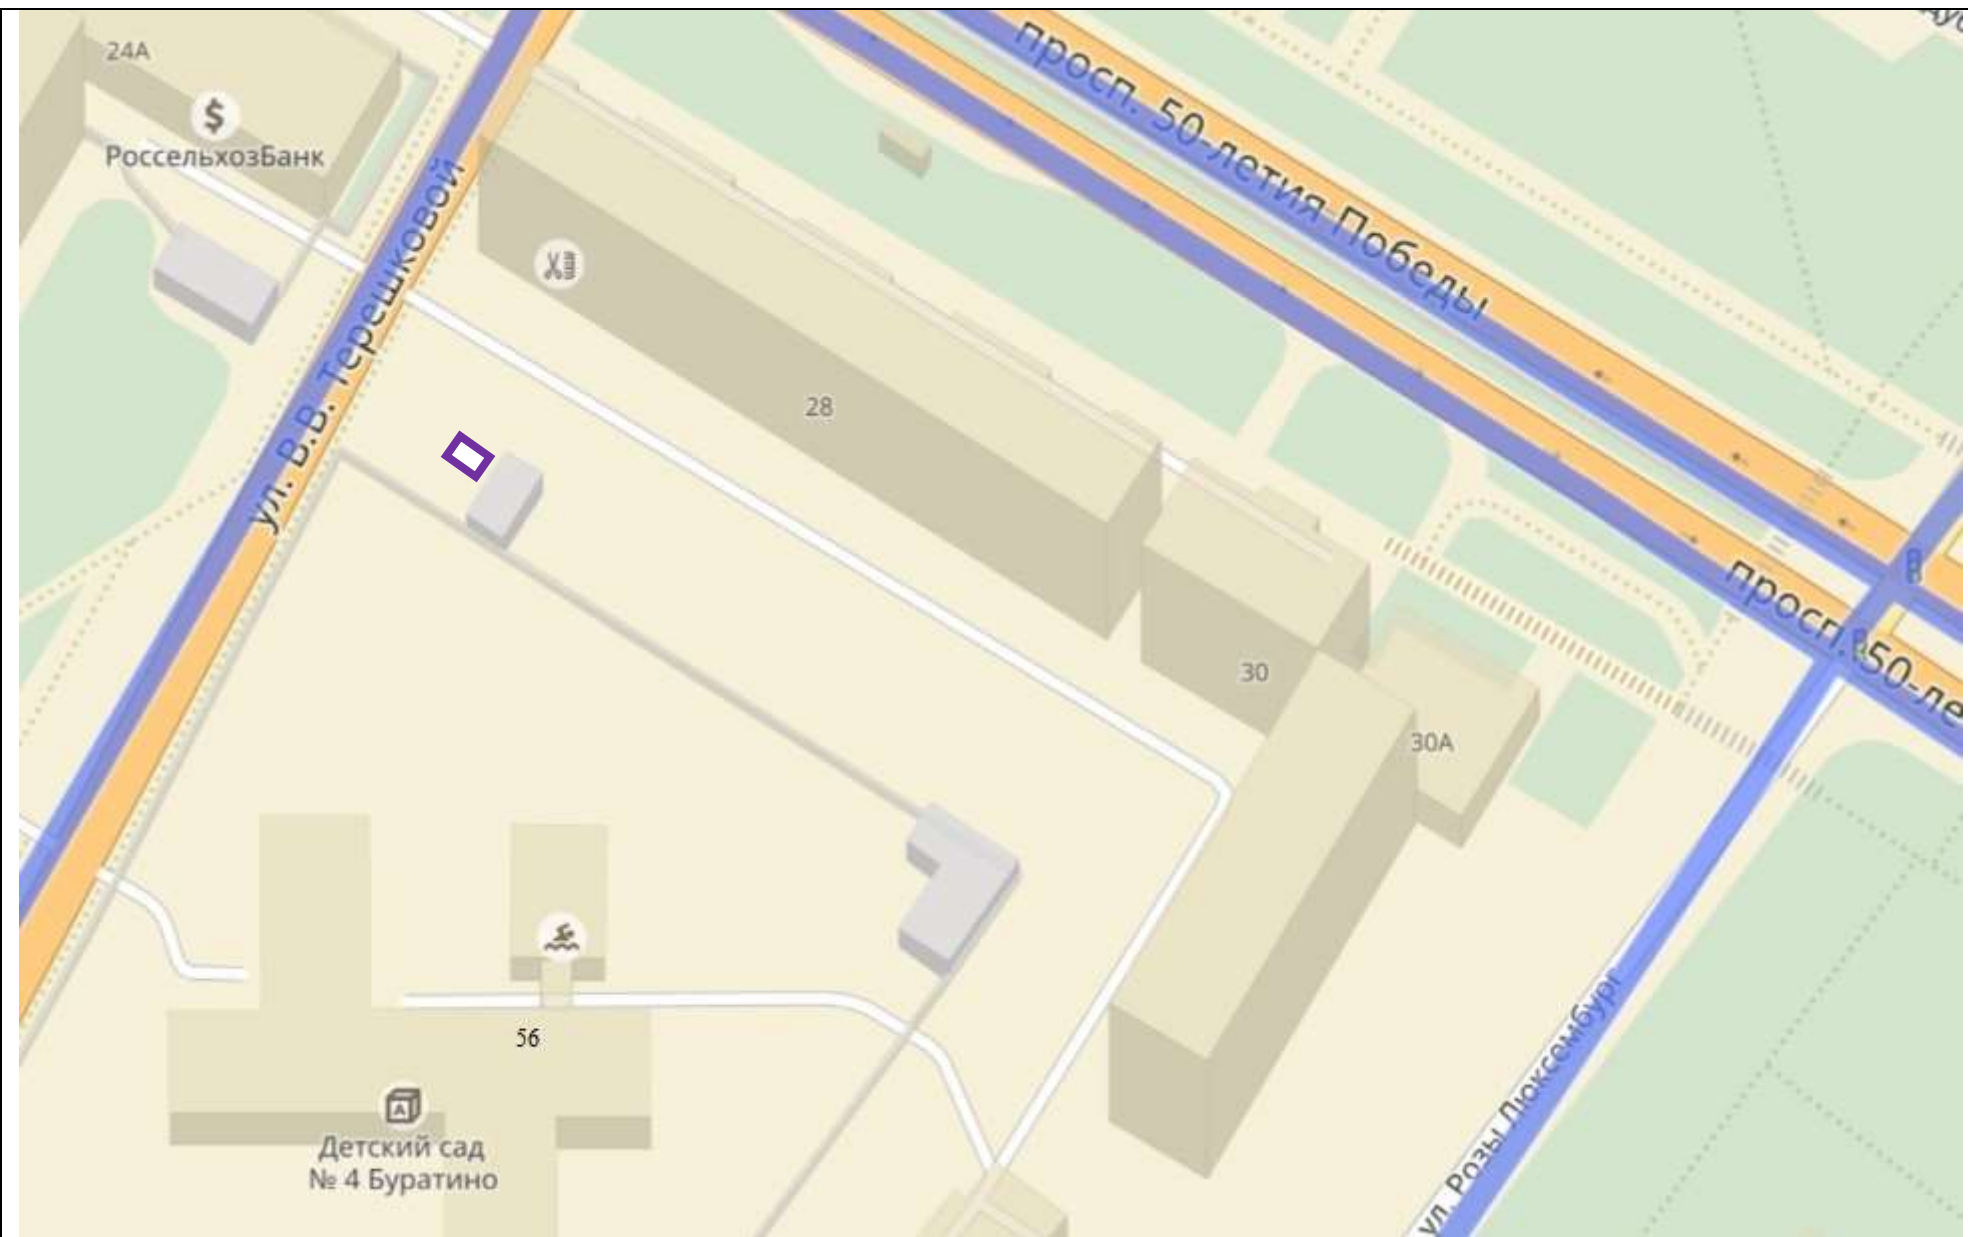 24А
РоссельхозБанк
просп. 50-летия Победы
ул. В.В. Терешковой
28
30
30А
просп. 50-ле
56
Детский сад
№ 4 Буратино
ул. Розы Люксембург